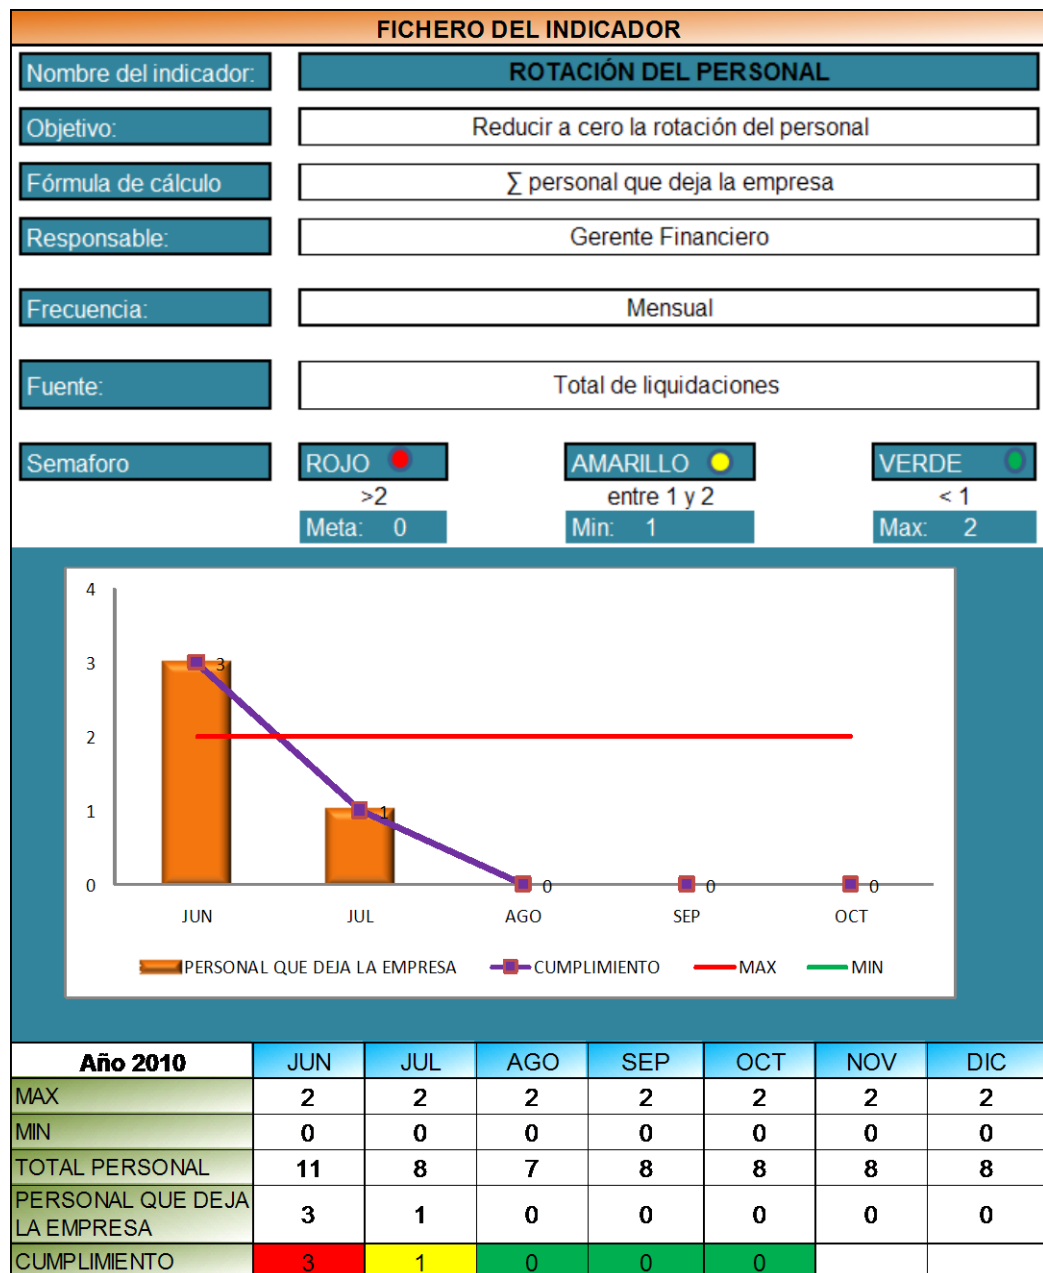 FICHERO DEL INDICADOR
Nombre del indicador: ROTACIÓN DEL PERSONAL
Objetivo: Reducir a cero la rotación del personal
Fórmula de cálculo ∑ personal que deja la empresa
Responsable: Gerente Financiero
Frecuencia: Mensual
Fuente: Total de liquidaciones
Semaforo ROJO AMARILLO VERDE
>2 entre 1 y 2 < 1
Meta: 0 Min: 1 Max: 2
4
3 3
2
1 1
0 0 0 0
JUN JUL AGO SEP OCT
PERSONAL QUE DEJA LA EMPRESA CUMPLIMIENTO MAX MIN
Año 2010 JUN JUL AGO SEP OCT NOV DIC
MAX 2 2 2 2 2 2 2
MIN 0 0 0 0 0 0 0
TOTAL PERSONAL 11 8 7 8 8 8 8
PERSONAL QUE DEJA
LA EMPRESA 3 1 0 0 0 0 0
CUMPLIMIENTO 3 1 0 0 0